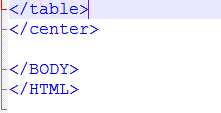 </table>
</center>
</BODY>
</HTML>